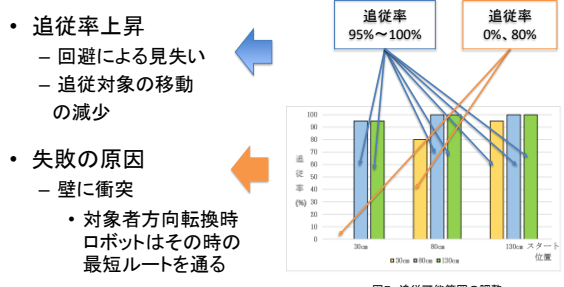 • 追従率上昇
– 回避による見失い
– 追従対象の移動
の減少
• 失敗の原因
– 壁に衝突
• 対象者方向転換時
ロボットはその時の
最短ルートを通る
追従率
95%～100%
追従率
0%、80%
100
90
80
70
60
50
40
30
20
10
0
追従率(%)
30cm
80cm
130cm
スタート
位置
30cm 80cm 130cm